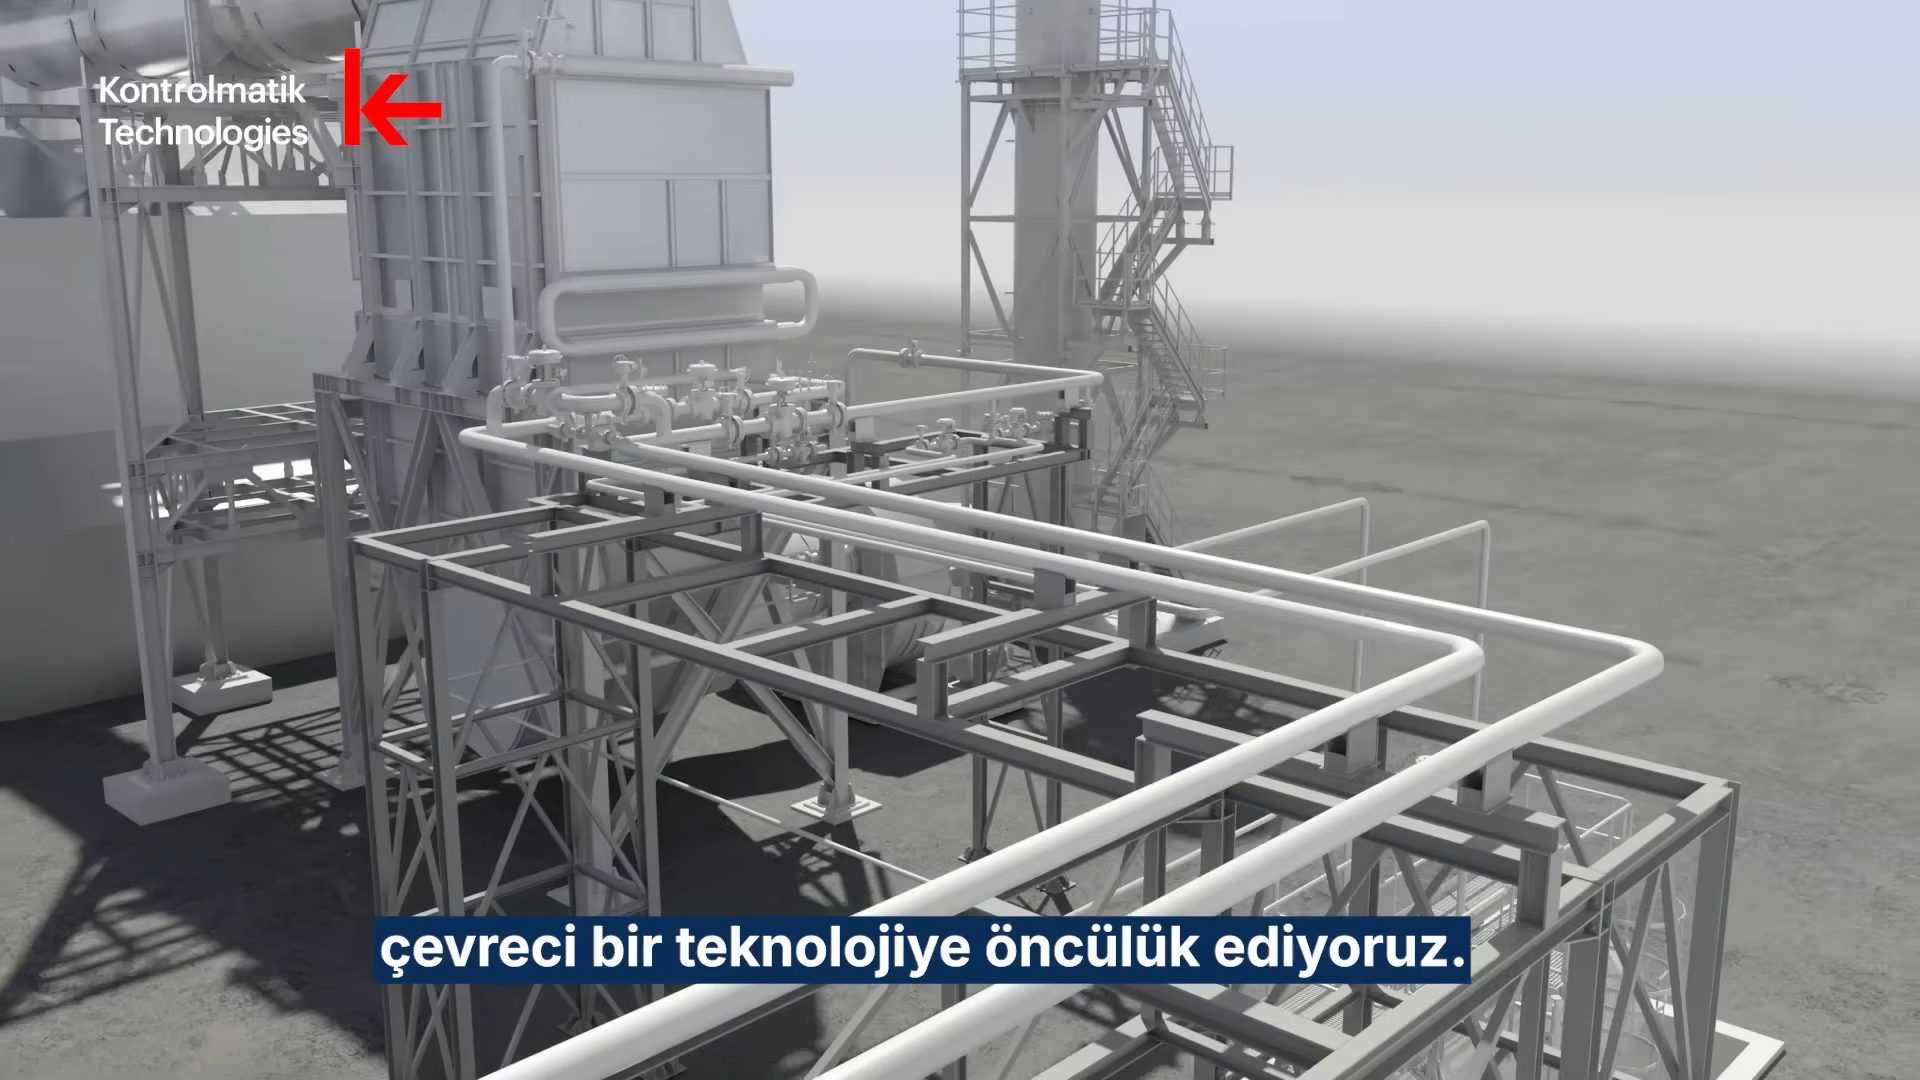 Kontrolmatik
Technologies
çevreci bir teknolojiye öncülük ediyoruz.